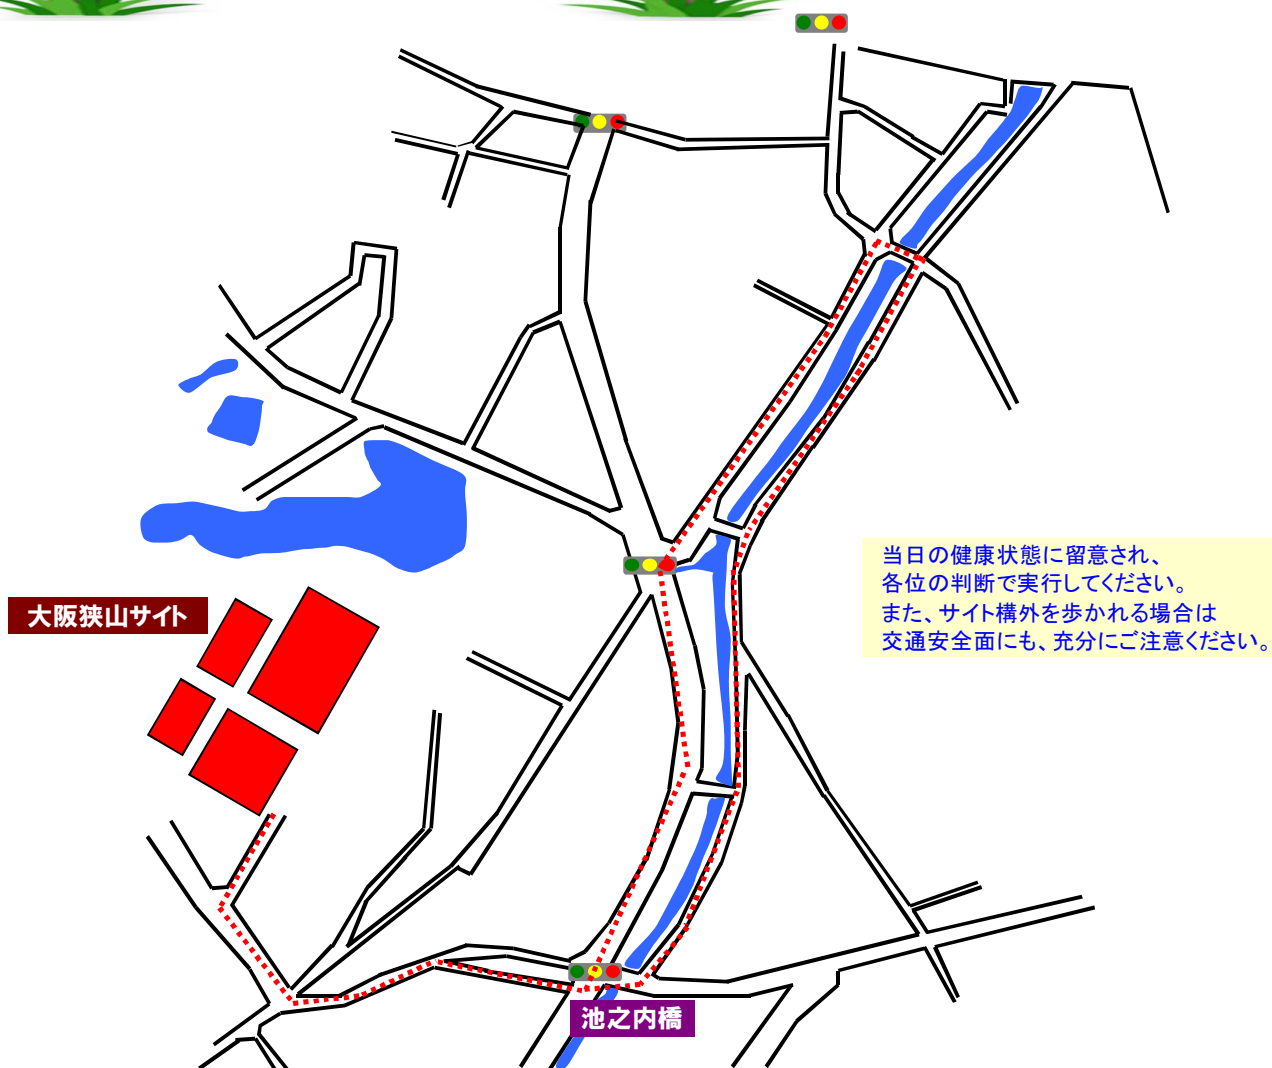 当日の健康状態に留意され、
各位の判断で実行してください。
また、サイト構外を歩かれる場合は
交通安全面にも、充分にご注意ください。
大阪狭山サイト
池之内橋